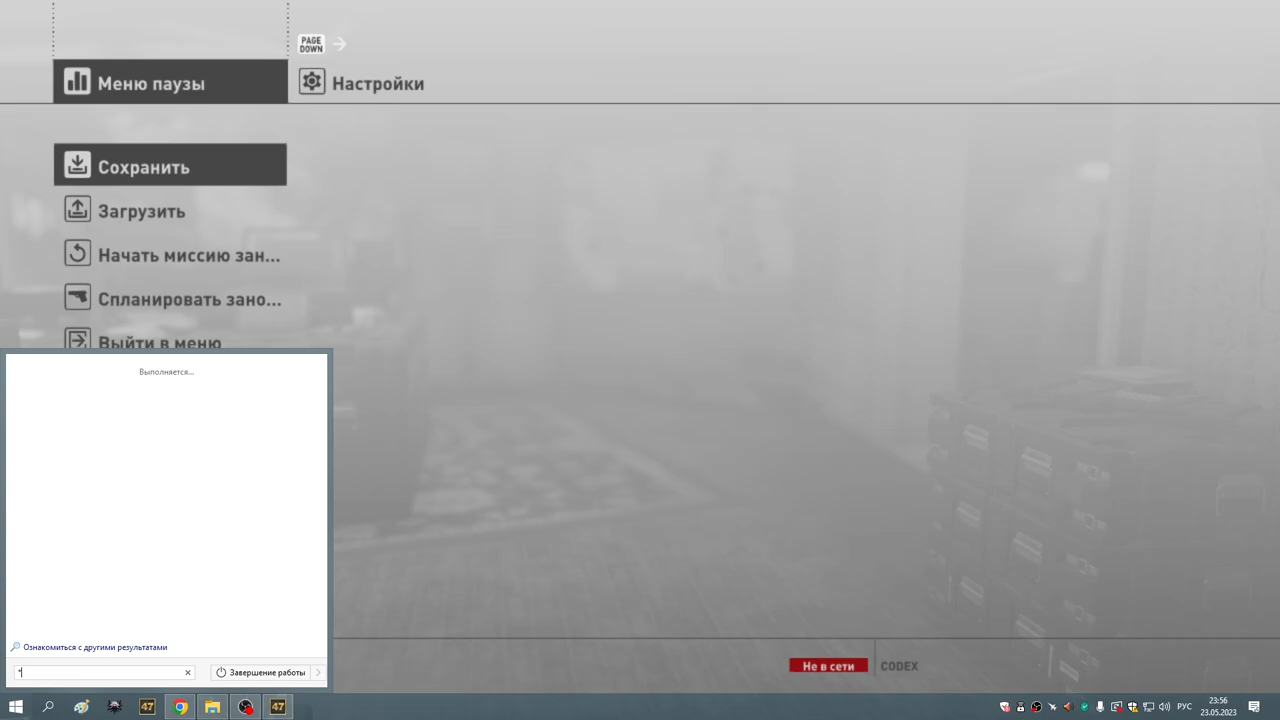 PAGE
DOWN
Меню паузы
Настройки
Сохранить
Загрузить
Начать миссию зан...
Спланировать зано...
Выйти в меню
Выполняется...
Ознакомиться с другими результатами
*
Завершение работы
Не в сети
CODEX
47
47
РУС
23:56
23.05.2023